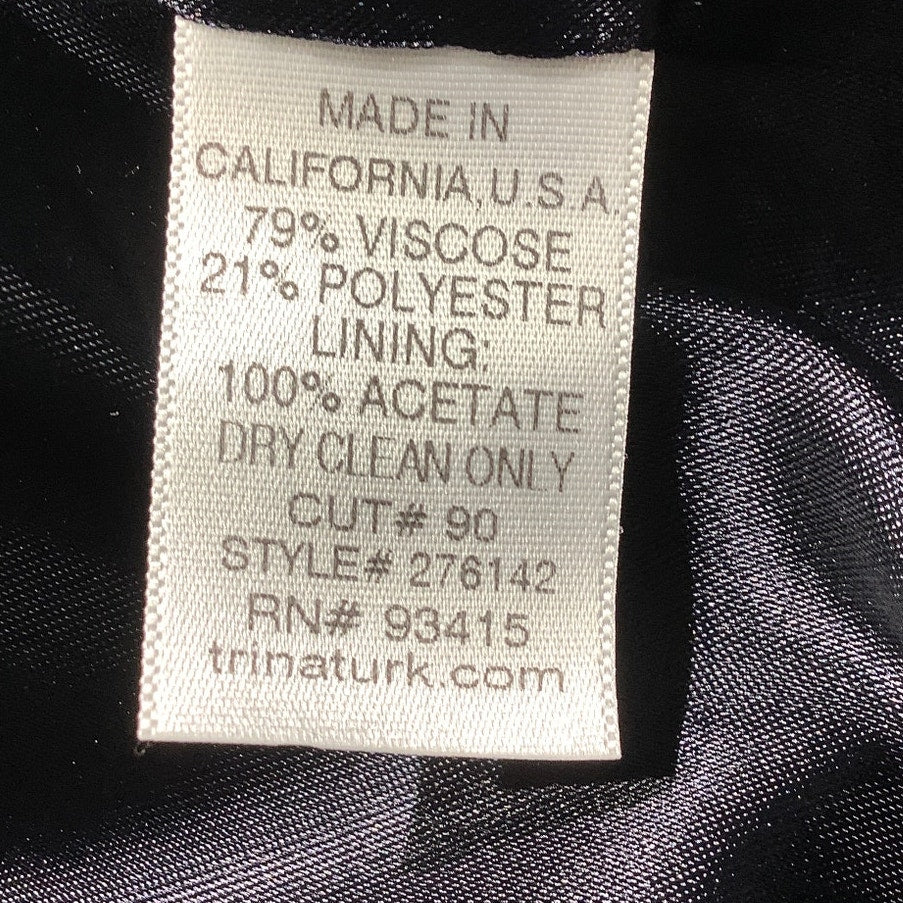 MADE IN
CALIFORNIA, U.S A.
79% VISCOSE
21% POLYESTER
LINING:
100% ACETATE
DRY CLEAN ONLY
CUT# 90
STYLE# 276142
RN# 93415
trinaturk.com